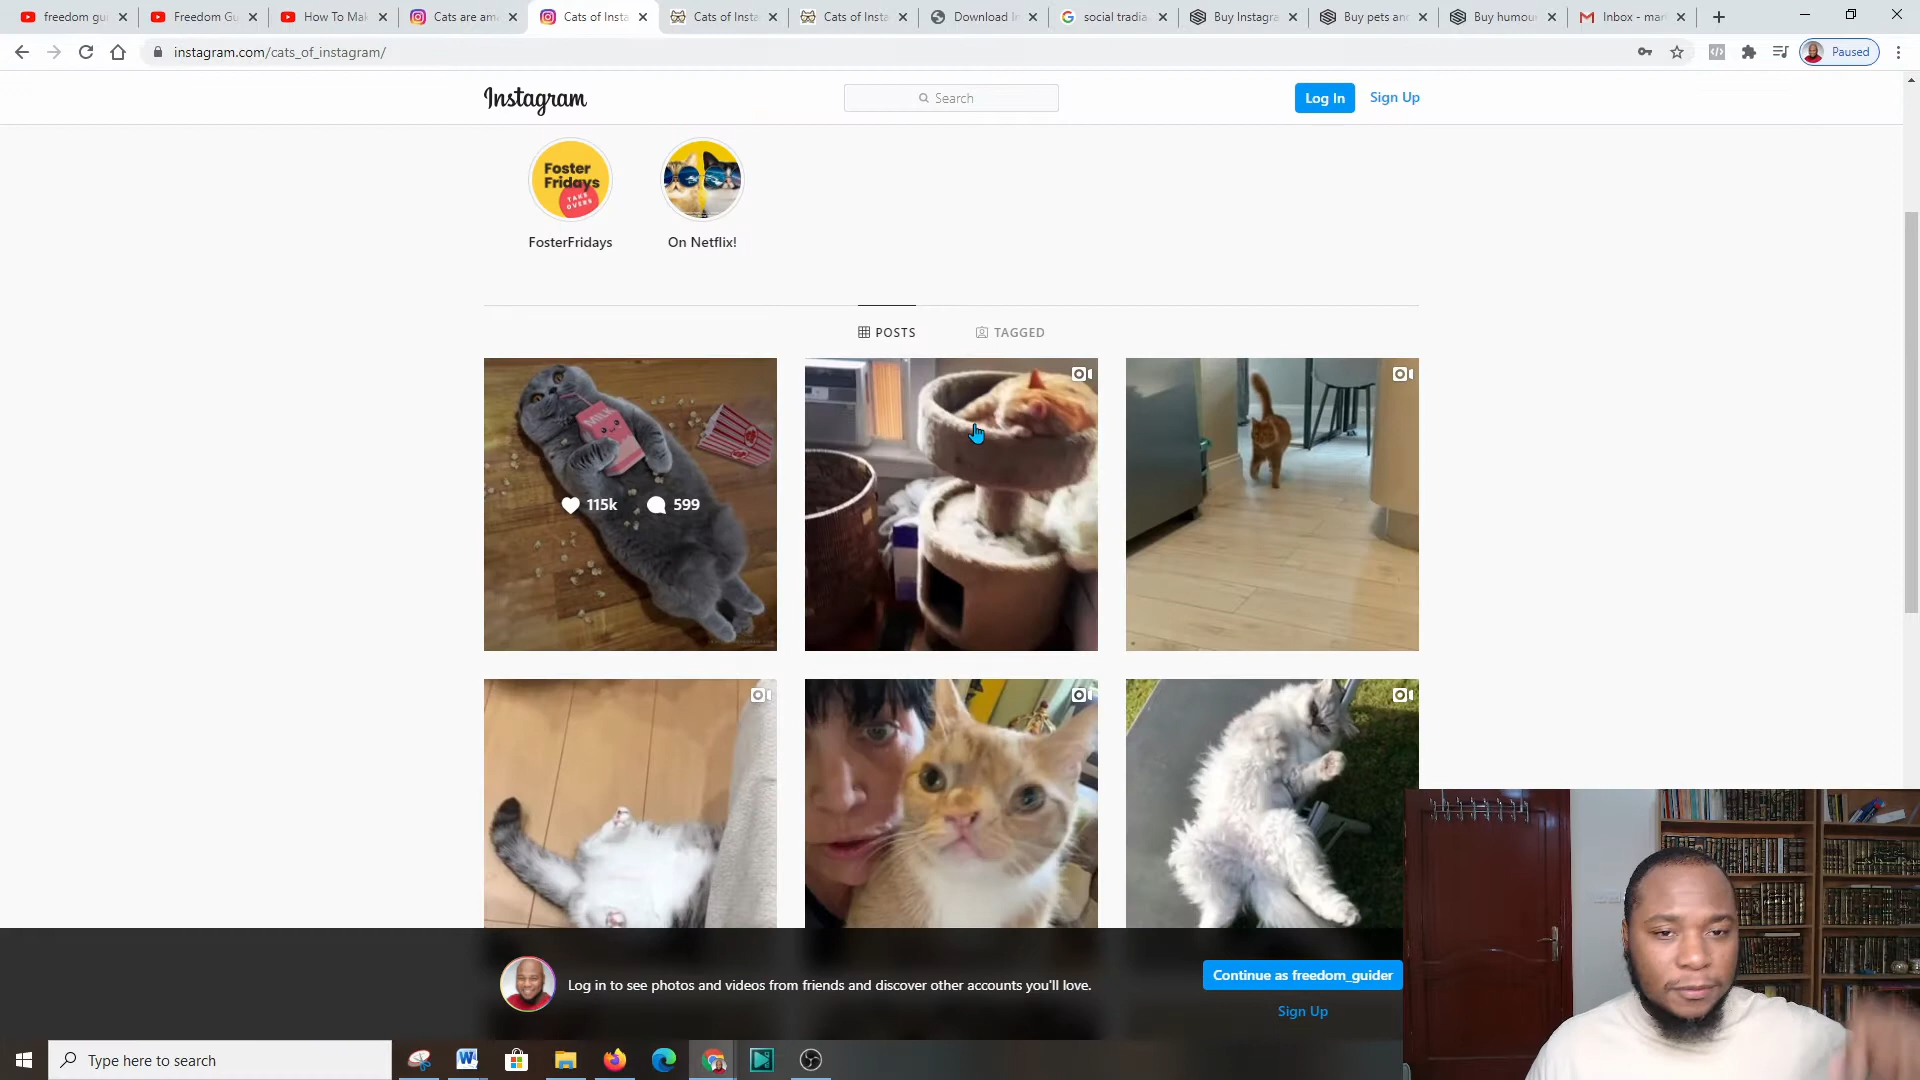 freedom gui
Freedom Gu
How To Mak
Cats are am
Cats of Insta
Cats of Insta
Cats of Insta
Download I
social tradia
Buy Instagra
Buy pets an
Buy humou
Inbox - mar
instagram.com/cats_of_instagram/
Paused
Instagram
Search
Log In
Sign Up
Foster
Fridays
TAKE
OVERS
FosterFridays
On Netflix!
POSTS
TAGGED
MILK
115k
599
Log in to see photos and videos from friends and discover other accounts you'll love.
Continue as freedom_guider
Sign Up
Type here to search